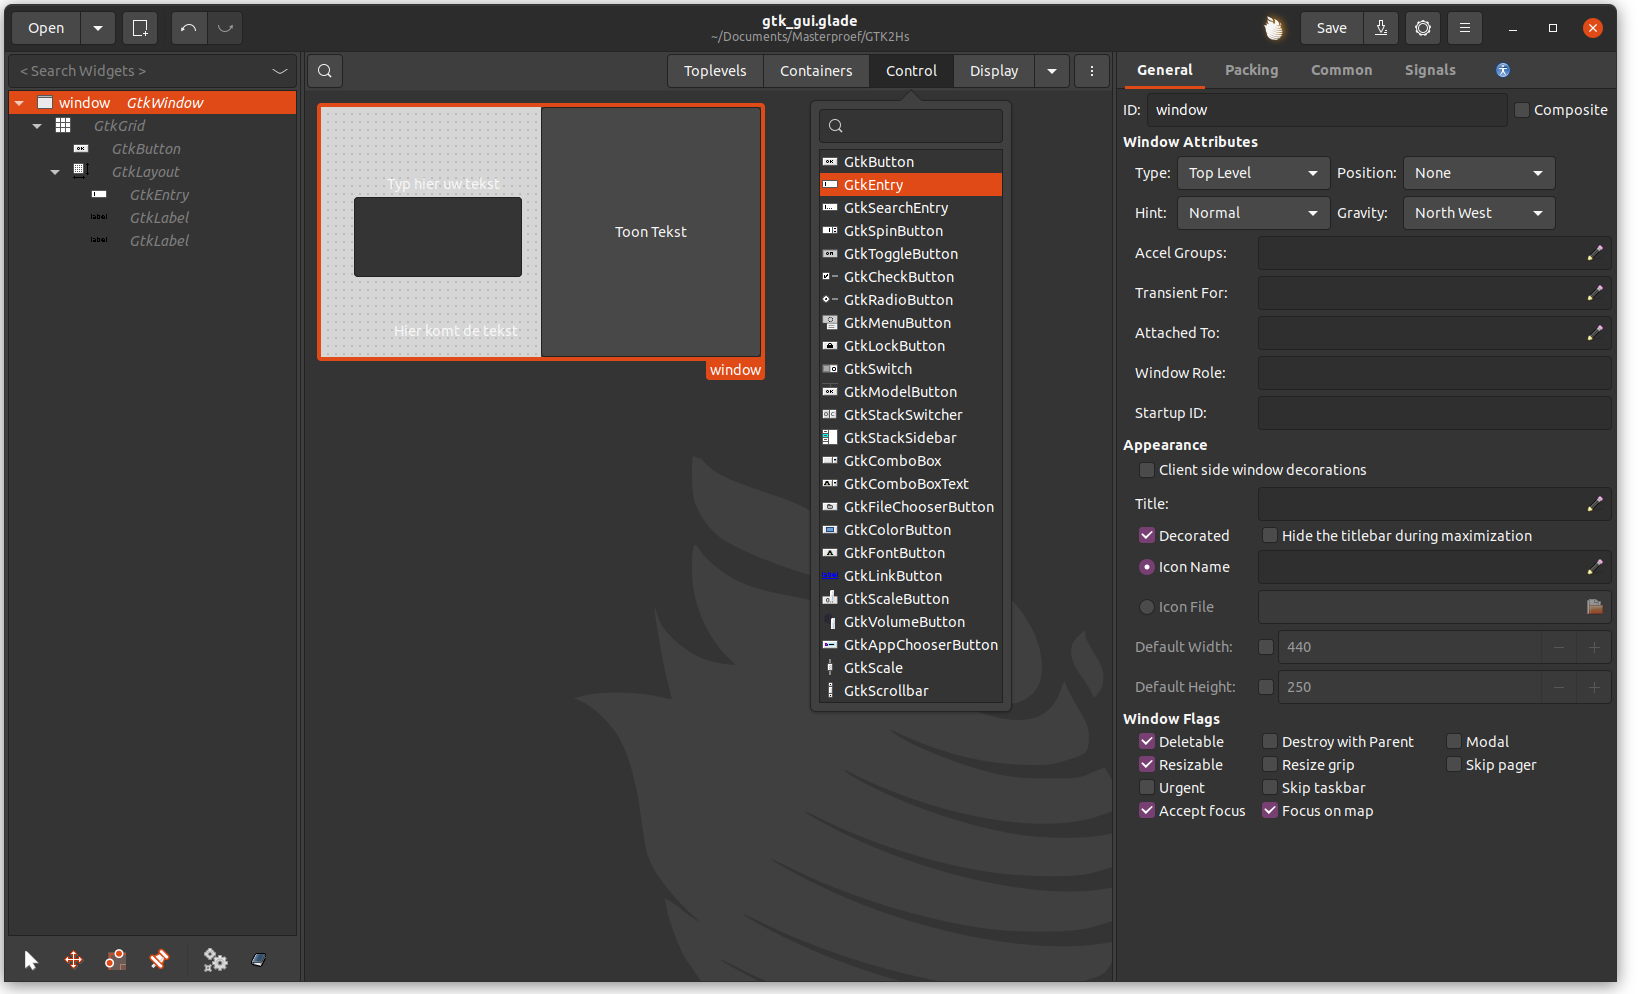 Open
gtk_gui.glade
~/Documents/Masterproef/GTK2Hs
Save
< Search Widgets >
Toplevels
Containers
Control
Display
General
Packing
Common
Signals
window GtkWindow
GtkGrid
GtkButton
GtkLayout
GtkEntry
label GtkLabel
label GtkLabel
Typ hier uw tekst
Toon Tekst
Hier komt de tekst
window
GtkButton
GtkEntry
GtkSearchEntry
GtkSpinButton
GtkToggleButton
GtkCheckButton
GtkRadioButton
GtkMenuButton
GtkLockButton
GtkSwitch
GtkModelButton
GtkStackSwitcher
GtkStackSidebar
GtkComboBox
GtkComboBoxText
GtkFileChooserButton
GtkColorButton
GtkFontButton
label GtkLinkButton
GtkScaleButton
GtkVolumeButton
GtkAppChooserButton
GtkScale
GtkScrollbar
ID: window Composite
Window Attributes
Type: Top Level Position: None
Hint: Normal Gravity: North West
Accel Groups:
Transient For:
Attached To:
Window Role:
Startup ID:
Appearance
Client side window decorations
Title:
Decorated Hide the titlebar during maximization
Icon Name
Icon File
Default Width: 440
Default Height: 250
Window Flags
Deletable Destroy with Parent Modal
Resizable Resize grip Skip pager
Urgent Skip taskbar
Accept focus Focus on map